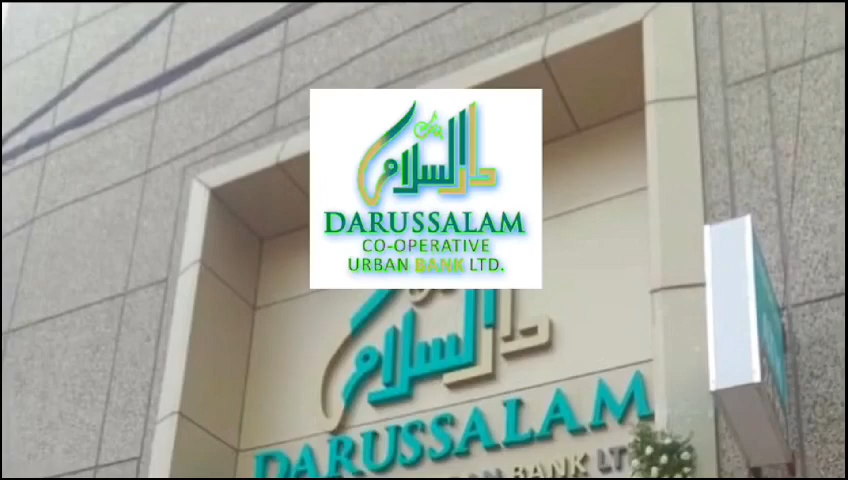 دار السلام
DARUSSALAM
CO-OPERATIVE
URBAN BANK LTD.
دار السلام
DARUSSALAM
BANK LT